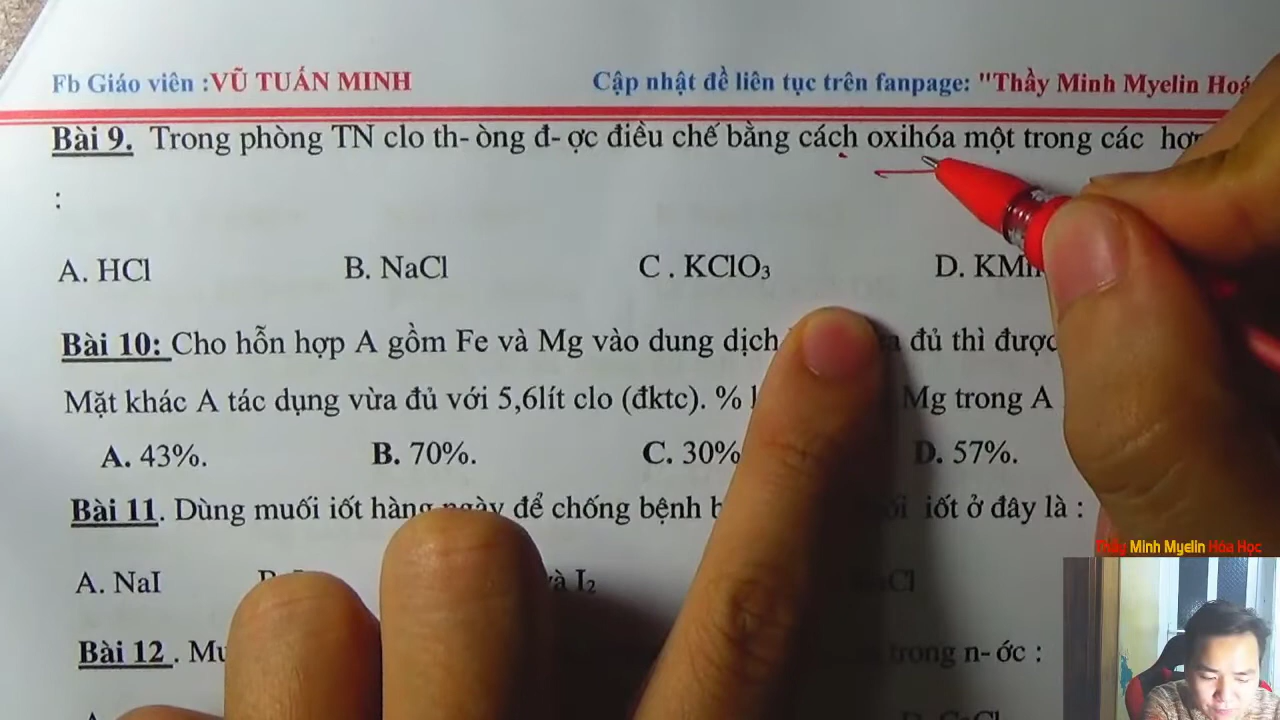 Fb Giáo viên :VŨ TUẤN MINH Cập nhật đề liên tục trên fanpage: "Thầy Minh Myelin
Bài 9. Trong phòng TN clo th- òng đ- ợc điều chế bằng cách oxihóa một trong các
:
A. HCl B. NaCl C . KClO₃ D.
Bài 10: Cho hỗn hợp A gồm Fe và Mg vào dung dịch đủ thì được
Mặt khác A tác dụng vừa đủ với 5,6lít clo (đktc). % Mg trong A
A. 43%. B. 70%. C. 30% D. 57%.
Bài 11. Dùng muối iốt hàng ngày để chống bệnh iốt ở đây là :
Thầy Minh Myelin Hóa Học
A. NaI và I₂
Bài 12 . trong n- ớc :